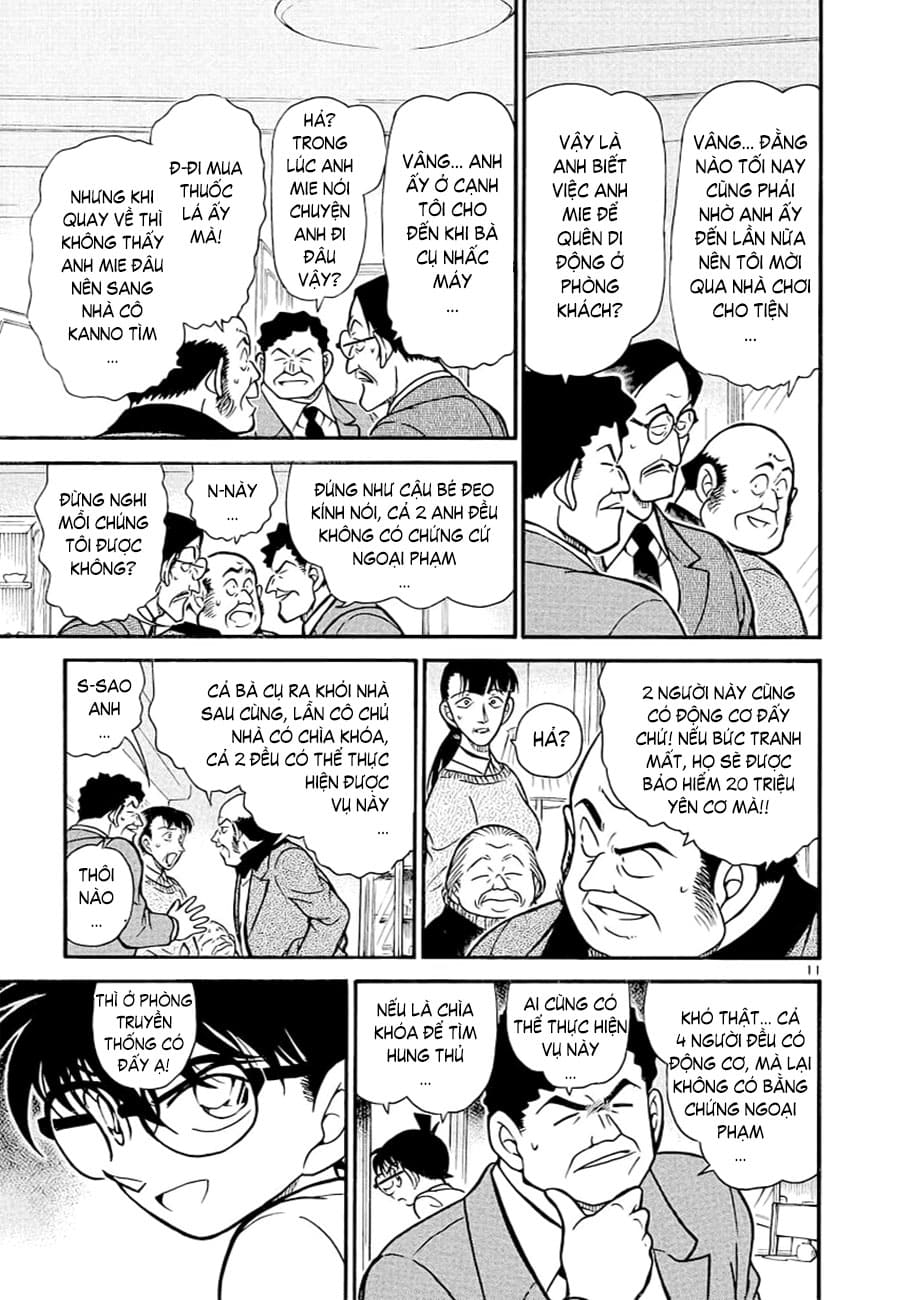 VÂNG... ĐẰNG
NÀO TỐI NAY
CŨNG PHẢI
NHỜ ANH ẤY
ĐẾN LẦN NỮA
NÊN TÔI MỜI
QUA NHÀ CHƠI
CHO TIỆN
...
VẬY LÀ
ANH BIẾT
VIỆC ANH
MIE ĐỂ
QUÊN DI
ĐỘNG Ở
PHÒNG
KHÁCH?
VÂNG... ANH
ẤY Ở CẠNH
TÔI CHO
ĐẾN KHI BÀ
CỤ NHẤC
MÁY
...
HẢ?
TRONG
LÚC ANH
MIE NÓI
CHUYỆN
ANH ĐI
ĐÂU
VẬY?
Đ-ĐI MUA
THUỐC
LÁ ẤY
MÀ!
NHƯNG KHI
QUAY VỀ THÌ
KHÔNG THẤY
ANH MIE ĐÂU
NÊN SANG
NHÀ CÔ
KANNO TÌM
...
ĐÚNG NHƯ CẬU BÉ ĐEO
KÍNH NÓI, CẢ 2 ANH ĐỀU
KHÔNG CÓ CHỨNG CỨ
NGOẠI PHẠM
...
N-NÀY
...
ĐỪNG NGHI
MỖI CHÚNG
TÔI ĐƯỢC
KHÔNG?
2 NGƯỜI NÀY CŨNG
CÓ ĐỘNG CƠ ĐẤY
CHỨ! NẾU BỨC TRANH
MẤT, HỌ SẼ ĐƯỢC
BẢO HIỂM 20 TRIỆU
YÊN CƠ MÀ!!
HẢ?
CẢ BÀ CỤ RA KHỎI NHÀ
SAU CÙNG, LẪN CÔ CHỦ
NHÀ CÓ CHÌA KHÓA,
CẢ 2 ĐỀU CÓ THỂ THỰC
HIỆN ĐƯỢC
VỤ NÀY
...
S-SAO
ANH
...
THÔI
NÀO
...
11
KHÓ THẬT... CẢ
4 NGƯỜI ĐỀU CÓ
ĐỘNG CƠ, MÀ LẠI
KHÔNG CÓ BẰNG
CHỨNG NGOẠI
PHẠM
...
AI CŨNG CÓ
THỂ THỰC HIỆN
VỤ NÀY
...
NẾU LÀ CHÌA
KHÓA ĐỂ TÌM
HUNG THỦ
...
THÌ Ở PHÒNG
TRUYỀN
THỐNG CÓ
ĐẤY Ạ!